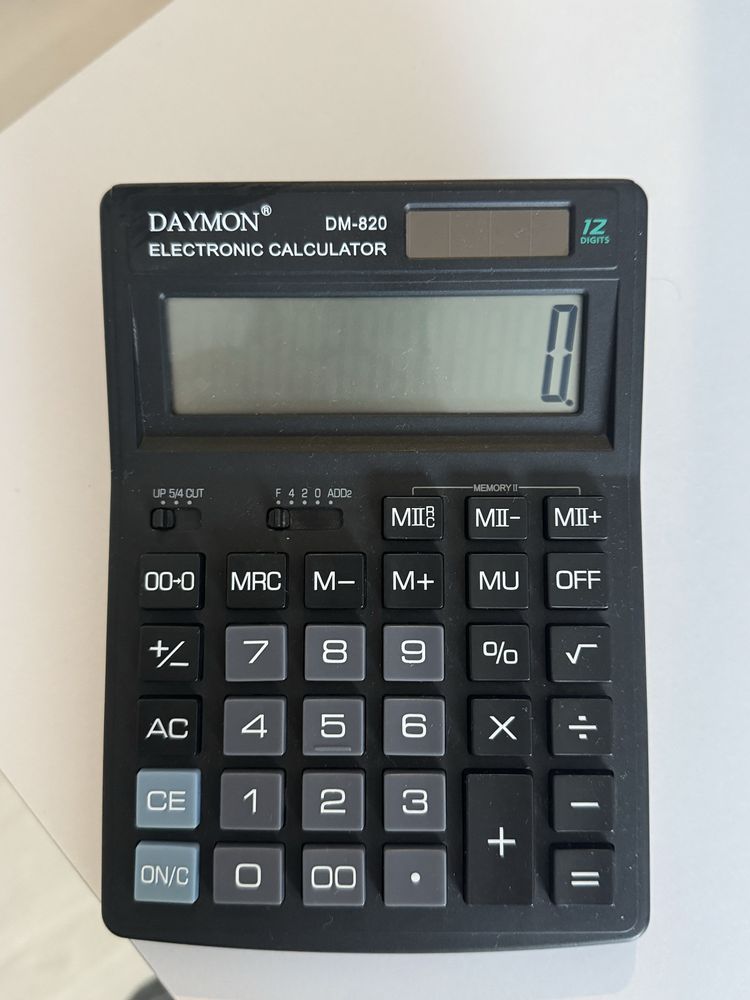 DAYMON® DM-820 12
ELECTRONIC CALCULATOR DIGITS
0.
UP 5/4 CUT F 4 2 0 ADD2 MEMORY II
MIIRC MII- MII+
00→0 MRC M- M+ MU OFF
+/- 7 8 9 % √
AC 4 5 6 X ÷
CE 1 2 3 + -
ON/C 0 00 . =